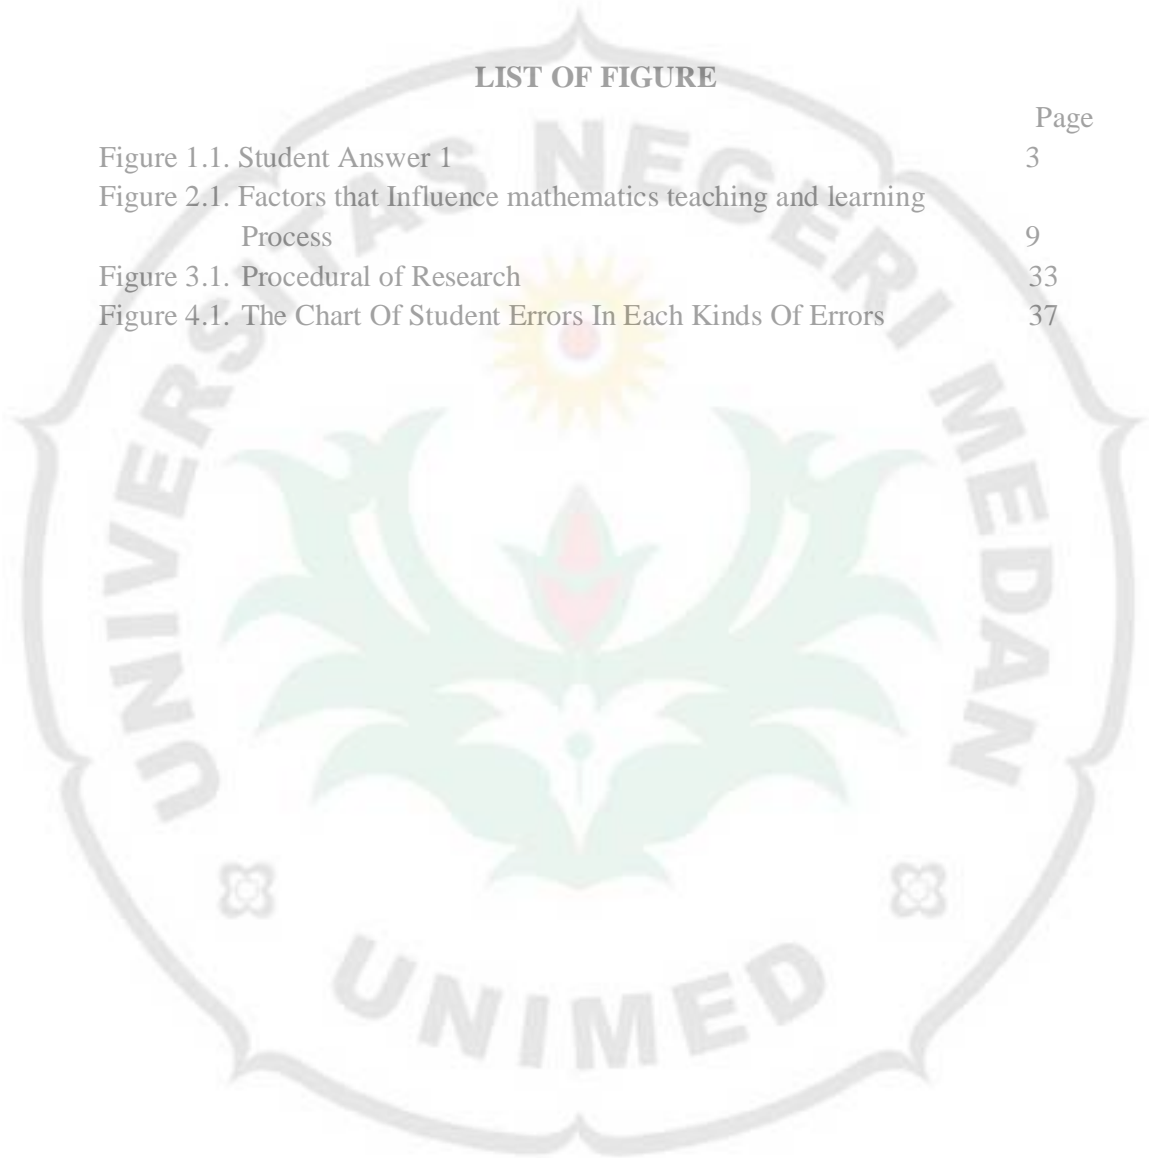 LIST OF FIGURE
Page
Figure 1.1. Student Answer 1 3
Figure 2.1. Factors that Influence mathematics teaching and learning
Process 9
Figure 3.1. Procedural of Research 33
Figure 4.1. The Chart Of Student Errors In Each Kinds Of Errors 37
UNIVERSITAS NEGERI MEDAN
UNIMED